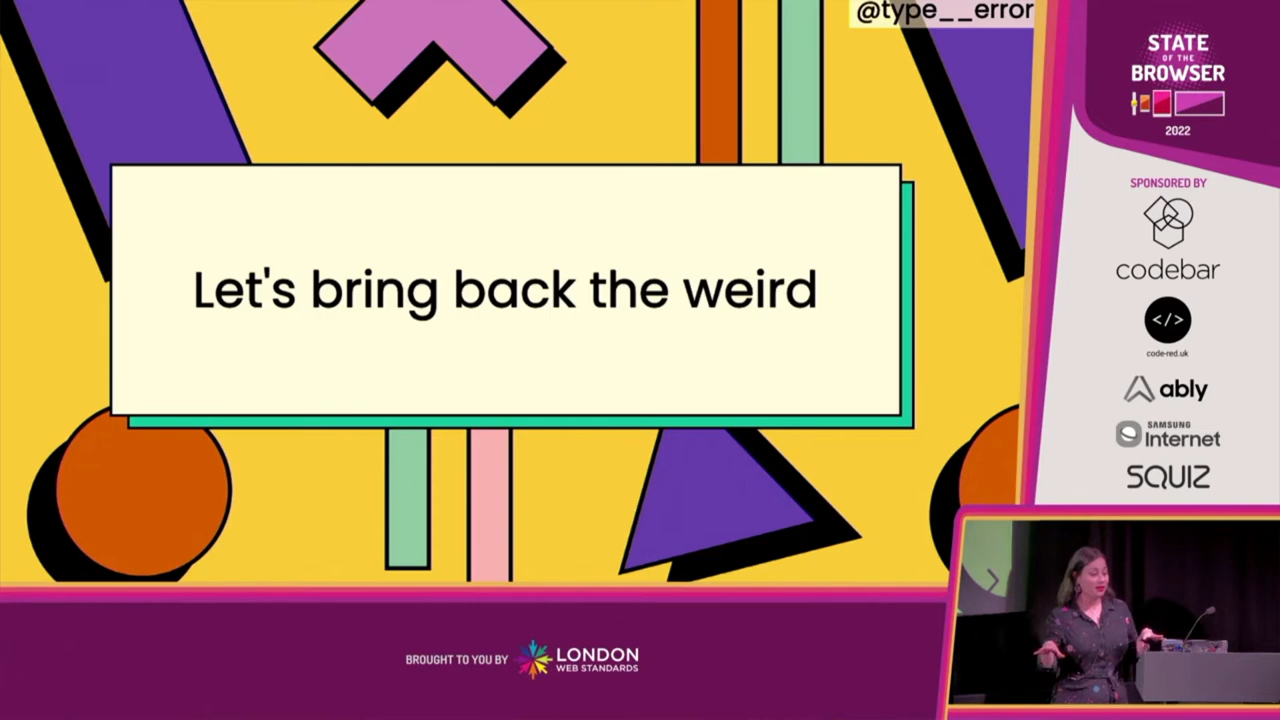 @type__error
Let's bring back the weird
STATE
OF THE
BROWSER
2022
SPONSORED BY
codebar
</>
code-red.uk
ably
SAMSUNG
Internet
SQUIZ
BROUGHT TO YOU BY
LONDON
WEB STANDARDS